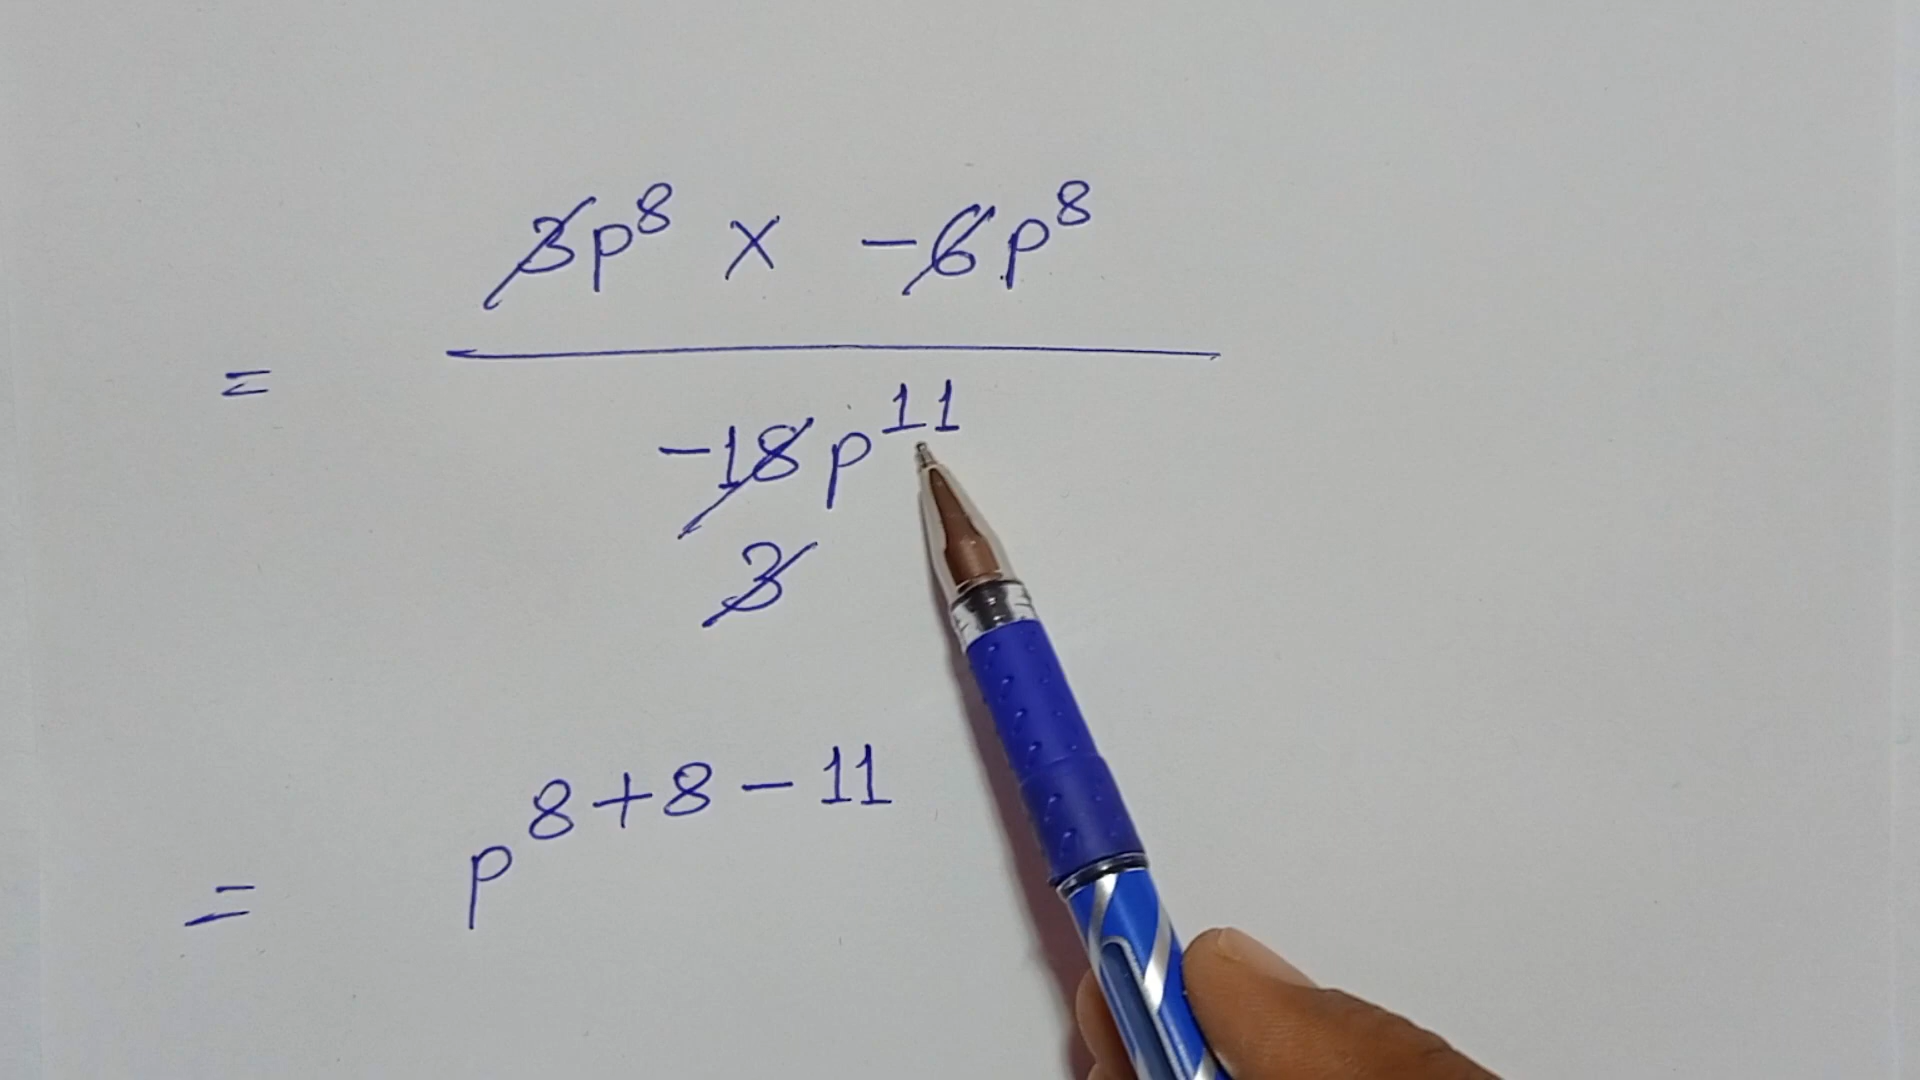 3p⁸ × -6p⁸
=
-18p¹¹
3
= p⁸⁺⁸⁻¹¹